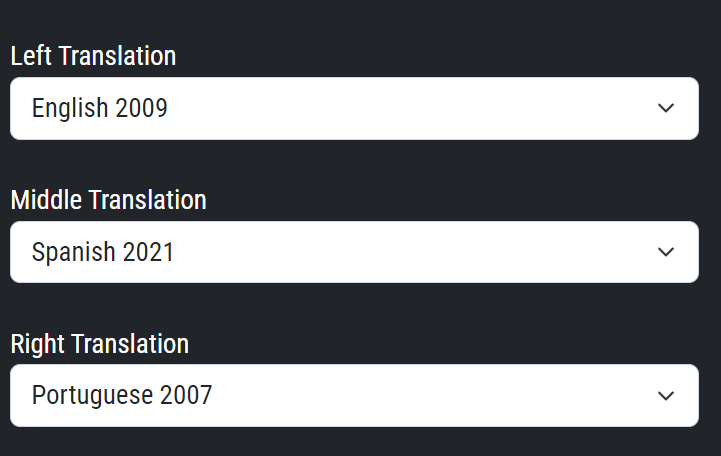 Left Translation
English 2009
Middle Translation
Spanish 2021
Right Translation
Portuguese 2007